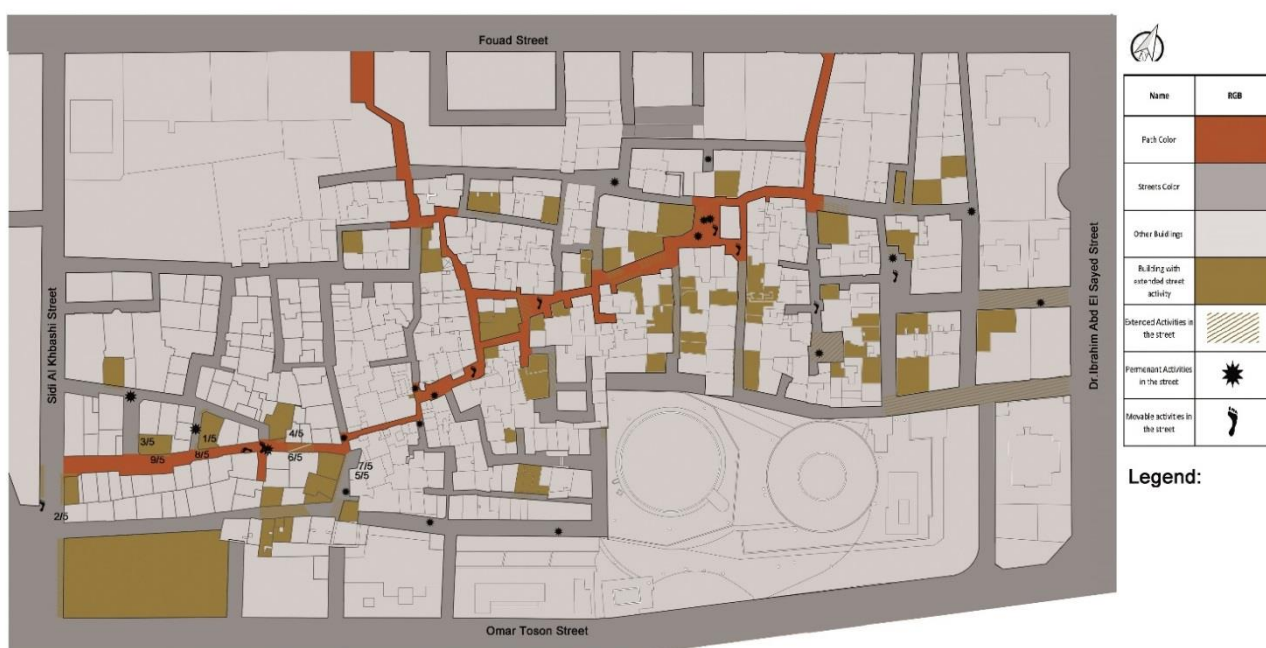 Fouad Street
Sidi Al Khbashi Street
Dr.Ibrahim Abd El Sayed Street
3/5
1/5
4/5
9/5
8/5
6/5
7/5
5/5
2/5
Omar Toson Street
Name
RGB
Path Color
Streets Color
Other Buidlings
Building with
extended street
activity
Extenced Activities in
the street
Permenant Activities
in the street
Movable activities in
the street
Legend: